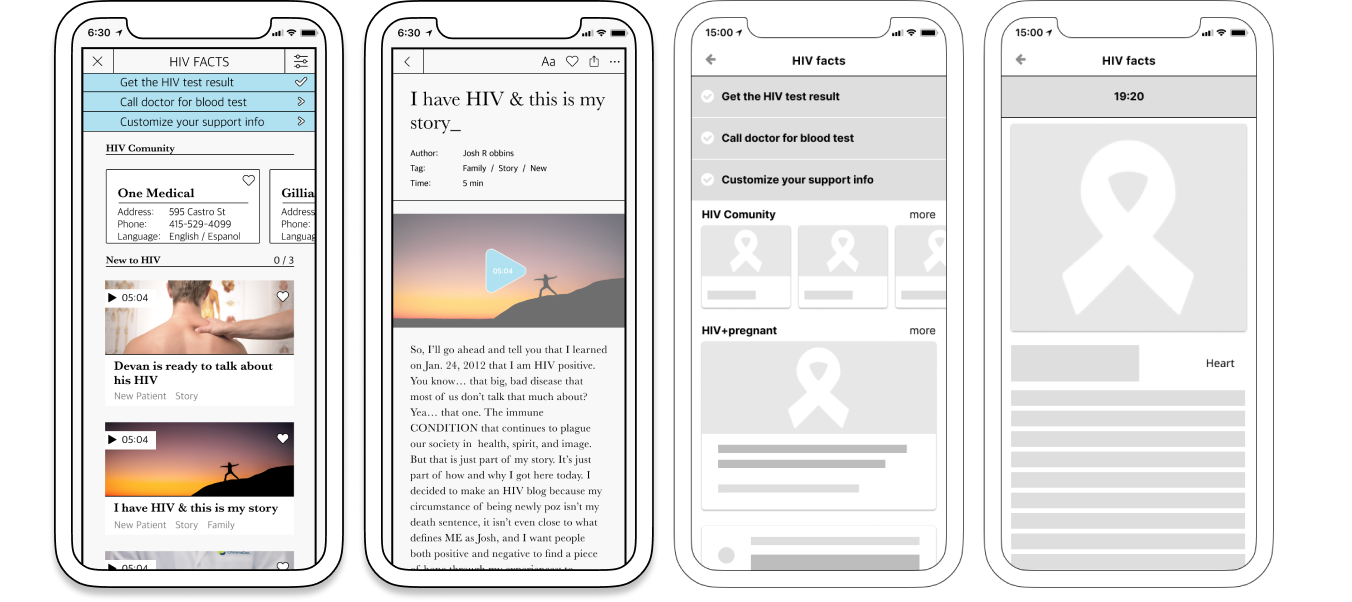 6:30
HIV FACTS
Get the HIV test result
Call doctor for blood test
Customize your support info
HIV Comunity
One Medical
Address: 595 Castro St
Phone: 415-529-4099
Language: English / Espanol
Gillia
Address
Phone:
Languag
New to HIV 0 / 3
05:04
Devan is ready to talk about
his HIV
New Patient Story
05:04
I have HIV & this is my story
New Patient Story Family
05:04
6:30
Aa
I have HIV & this is my
story_
Author: Josh R obbins
Tag: Family / Story / New
Time: 5 min
05:04
So, I'll go ahead and tell you that I learned
on Jan. 24, 2012 that I am HIV positive.
You know… that big, bad disease that
most of us don't talk that much about?
Yea… that one. The immune
CONDITION that continues to plague
our society in health, spirit, and image.
But that is just part of my story. It's just
part of how and why I got here today. I
decided to make an HIV blog because my
circumstance of being newly poz isn't my
death sentence, it isn't even close to what
defines ME as Josh, and I want people
both positive and negative to find a piece
of hope through my experiences to
15:00
HIV facts
Get the HIV test result
Call doctor for blood test
Customize your support info
HIV Comunity more
HIV+pregnant more
15:00
HIV facts
19:20
Heart